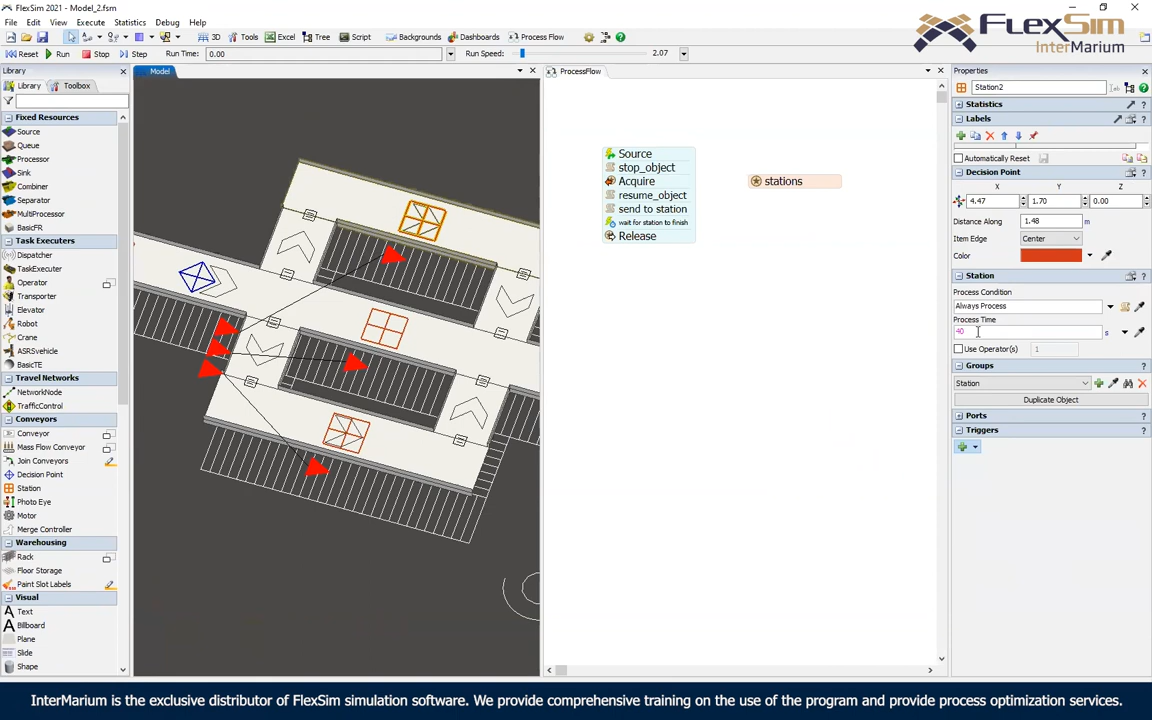 FlexSim 2021 - Model_2.fsm
File Edit View Execute Statistics Debug Help
3D Tools Excel Tree Script Backgrounds Dashboards Process Flow
Reset Run Stop Step Run Time: 0.00 Run Speed: 2.07
FLEXSIM
InterMarium
Library
Library Toolbox
Fixed Resources
Source
Queue
Processor
Sink
Combiner
Separator
MultiProcessor
BasicFR
Task Executers
Dispatcher
TaskExecuter
Operator
Transporter
Elevator
Robot
Crane
ASRSvehicle
BasicTE
Travel Networks
NetworkNode
TrafficControl
Conveyors
Conveyor
Mass Flow Conveyor
Join Conveyors
Decision Point
Station
Photo Eye
Motor
Merge Controller
Warehousing
Rack
Floor Storage
Paint Slot Labels
Visual
Text
Billboard
Plane
Slide
Shape
Model
ProcessFlow
Source
stop_object
Acquire
resume_object
send to station
wait for station to finish
Release
stations
Properties
Station2
Statistics
Labels
Automatically Reset
Decision Point
X Y Z
4.47 1.70 0.00
Distance Along 1.48 m
Item Edge Center
Color
Station
Process Condition
Always Process
Process Time
40 s
Use Operator(s) 1
Groups
Station
Duplicate Object
Ports
Triggers
InterMarium is the exclusive distributor of FlexSim simulation software. We provide comprehensive training on the use of the program and provide process optimization services.